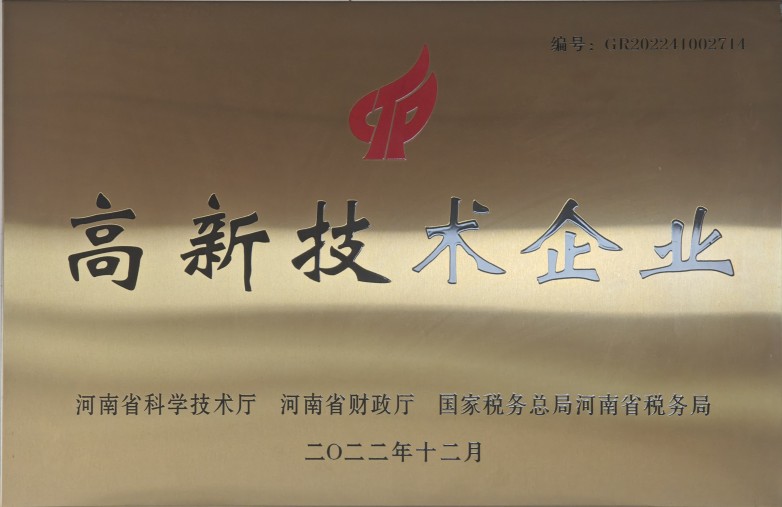 编号：GR202241002714
高新技术企业
河南省科学技术厅 河南省财政厅 国家税务总局河南省税务局
二〇二二年十二月